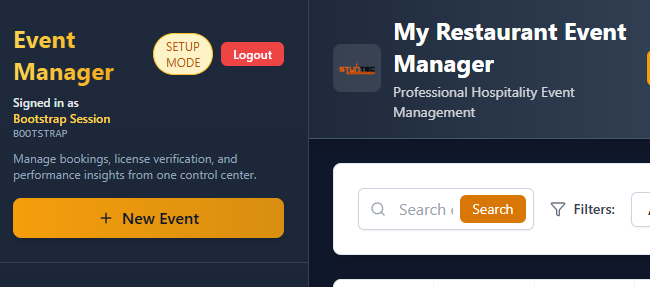 Event
Manager
SETUP
MODE
Logout
Signed in as
Bootstrap Session
BOOTSTRAP
Manage bookings, license verification, and
performance insights from one control center.
New Event
STUNTEC
My Restaurant Event
Manager
Professional Hospitality Event
Management
Search
Search
Filters: